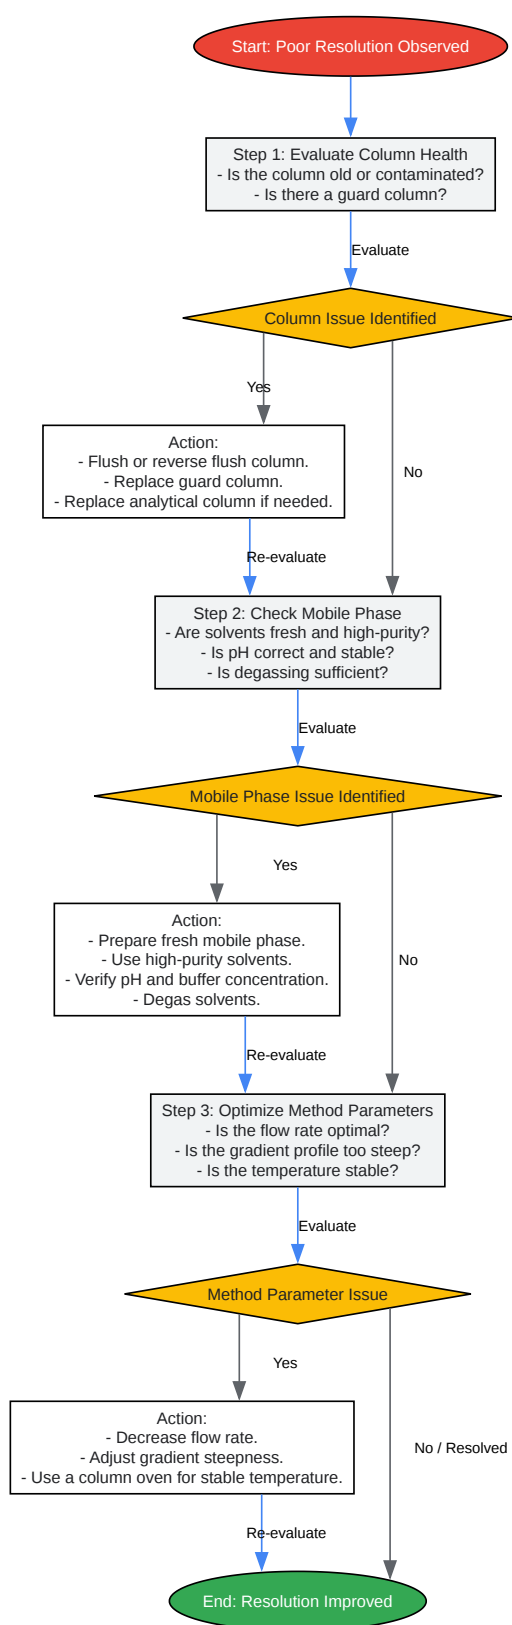 Start: Poor Resolution Observed
Step 1: Evaluate Column Health
- Is the column old or contaminated?
- Is there a guard column?
Evaluate
Column Issue Identified
Yes
Action:
- Flush or reverse flush column.
- Replace guard column.
- Replace analytical column if needed.
No
Re-evaluate
Step 2: Check Mobile Phase
- Are solvents fresh and high-purity?
- Is pH correct and stable?
- Is degassing sufficient?
Evaluate
Mobile Phase Issue Identified
Yes
Action:
- Prepare fresh mobile phase.
- Use high-purity solvents.
- Verify pH and buffer concentration.
- Degas solvents.
No
Re-evaluate
Step 3: Optimize Method Parameters
- Is the flow rate optimal?
- Is the gradient profile too steep?
- Is the temperature stable?
Evaluate
Method Parameter Issue
Yes
Action:
- Decrease flow rate.
- Adjust gradient steepness.
- Use a column oven for stable temperature.
No / Resolved
Re-evaluate
End: Resolution Improved